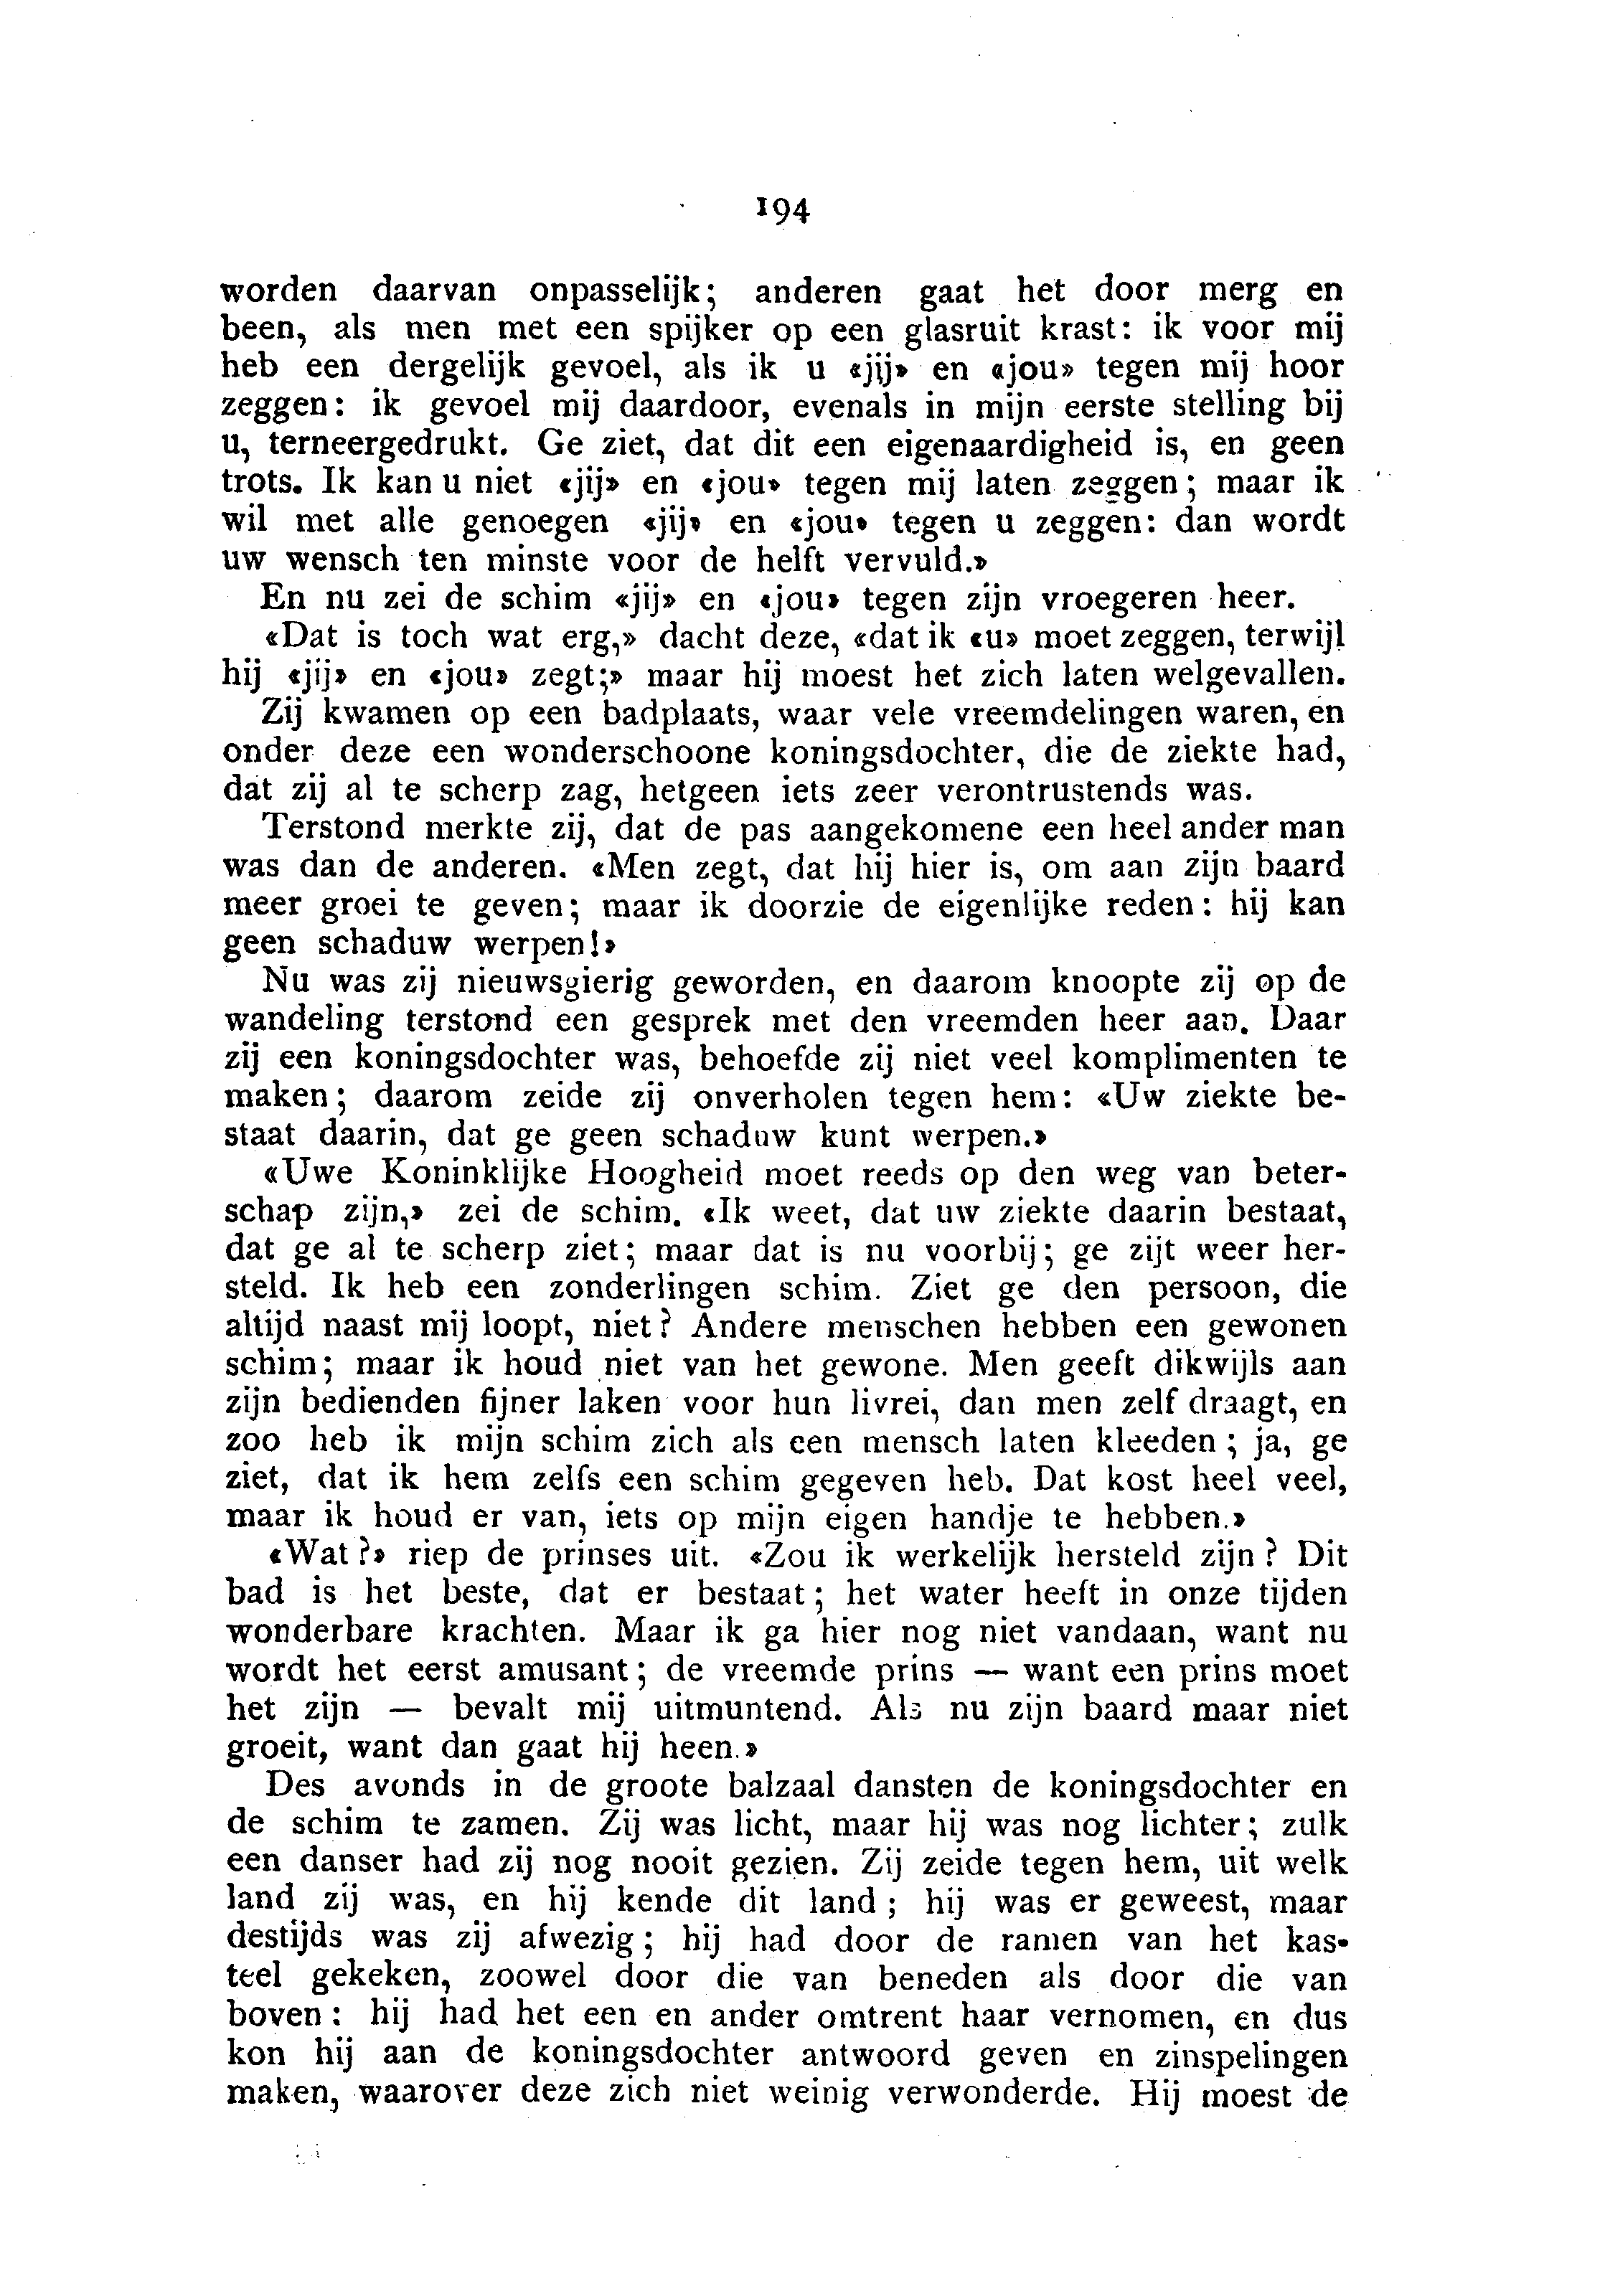 194
worden daarvan onpasselijk; anderen gaat het door merg en
been, als men met een spijker op een glasruit krast: ik voor mij
heb een dergelijk gevoel, als ik u «jij» en «jou» tegen mij hoor
zeggen: ik gevoel mij daardoor, evenals in mijn eerste stelling bij
u, terneergedrukt. Ge ziet, dat dit een eigenaardigheid is, en geen
trots. Ik kan u niet «jij» en «jou» tegen mij laten zeggen; maar ik
wil met alle genoegen «jij» en «jou» tegen u zeggen: dan wordt
uw wensch ten minste voor de helft vervuld.»
En nu zei de schim «jij» en «jou» tegen zijn vroegeren heer.
«Dat is toch wat erg,» dacht deze, «dat ik «u» moet zeggen, terwijl
hij «jij» en «jou» zegt;» maar hij moest het zich laten welgevallen.
Zij kwamen op een badplaats, waar vele vreemdelingen waren, en
onder deze een wonderschoone koningsdochter, die de ziekte had,
dat zij al te scherp zag, hetgeen iets zeer verontrustends was.
Terstond merkte zij, dat de pas aangekomene een heel ander man
was dan de anderen. «Men zegt, dat hij hier is, om aan zijn baard
meer groei te geven; maar ik doorzie de eigenlijke reden: hij kan
geen schaduw werpen!»
Nu was zij nieuwsgierig geworden, en daarom knoopte zij op de
wandeling terstond een gesprek met den vreemden heer aan. Daar
zij een koningsdochter was, behoefde zij niet veel komplimenten te
maken; daarom zeide zij onverholen tegen hem: «Uw ziekte be-
staat daarin, dat ge geen schaduw kunt werpen.»
«Uwe Koninklijke Hoogheid moet reeds op den weg van beter-
schap zijn,» zei de schim. «Ik weet, dat uw ziekte daarin bestaat,
dat ge al te scherp ziet; maar dat is nu voorbij; ge zijt weer her-
steld. Ik heb een zonderlingen schim. Ziet ge den persoon, die
altijd naast mij loopt, niet? Andere menschen hebben een gewonen
schim; maar ik houd niet van het gewone. Men geeft dikwijls aan
zijn bedienden fijner laken voor hun livrei, dan men zelf draagt, en
zoo heb ik mijn schim zich als een mensch laten kleeden; ja, ge
ziet, dat ik hem zelfs een schim gegeven heb. Dat kost heel veel,
maar ik houd er van, iets op mijn eigen handje te hebben.»
«Wat?» riep de prinses uit. «Zou ik werkelijk hersteld zijn? Dit
bad is het beste, dat er bestaat; het water heeft in onze tijden
wonderbare krachten. Maar ik ga hier nog niet vandaan, want nu
wordt het eerst amusant; de vreemde prins — want een prins moet
het zijn — bevalt mij uitmuntend. Als nu zijn baard maar niet
groeit, want dan gaat hij heen.»
Des avonds in de groote balzaal dansten de koningsdochter en
de schim te zamen. Zij was licht, maar hij was nog lichter; zulk
een danser had zij nog nooit gezien. Zij zeide tegen hem, uit welk
land zij was, en hij kende dit land; hij was er geweest, maar
destijds was zij afwezig; hij had door de ramen van het kas-
teel gekeken, zoowel door die van beneden als door die van
boven: hij had het een en ander omtrent haar vernomen, en dus
kon hij aan de koningsdochter antwoord geven en zinspelingen
maken, waarover deze zich niet weinig verwonderde. Hij moest de